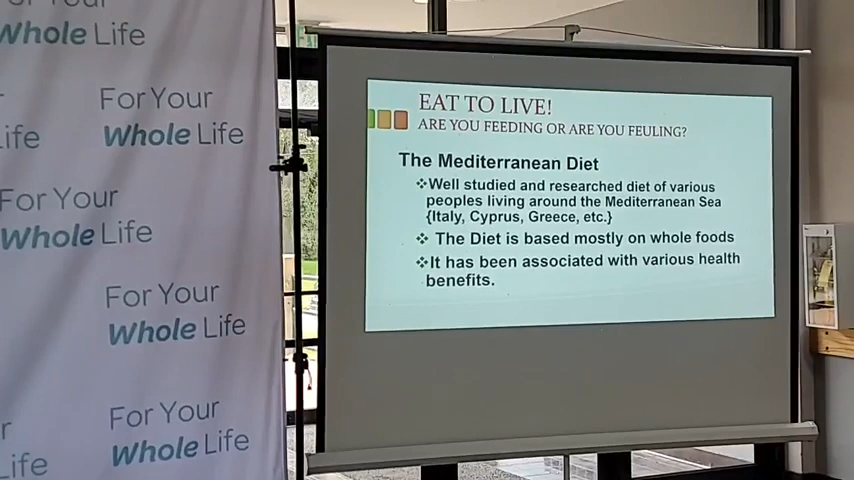 Whole Life
For Your
Whole Life
ife
For Your
Whole Life
For Your
Whole Life
For Your
Whole Life
Life
EAT TO LIVE!
ARE YOU FEEDING OR ARE YOU FEULING?
The Mediterranean Diet
❖Well studied and researched diet of various
peoples living around the Mediterranean Sea
{Italy, Cyprus, Greece, etc.}
❖ The Diet is based mostly on whole foods
❖It has been associated with various health
benefits.